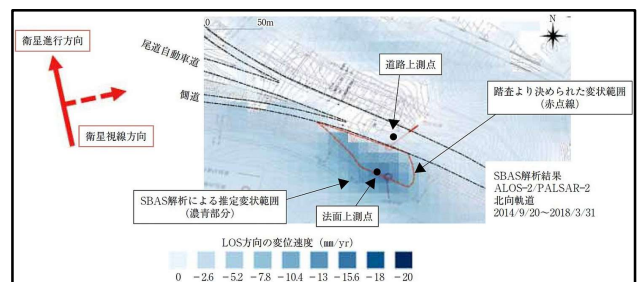 0 50m
衛星進行方向
尾道自動車道
側道
衛星視線方向
道路上測点
踏査より決められた変状範囲
(赤点線)
SBAS解析による推定変状範囲
(濃青部分)
法面上測点
SBAS解析結果
ALOS-2/PALSAR-2
北向軌道
2014/9/20～2018/3/31
LOS方向の変位速度 (mm/yr)
0 -2.6 -5.2 -7.8 -10.4 -13 -15.6 -18 -20